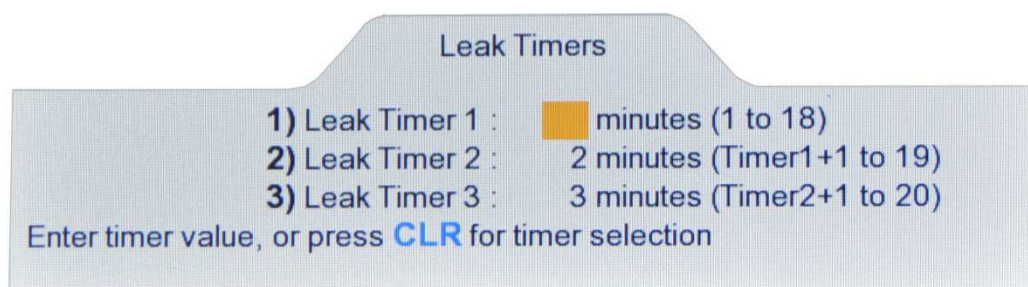 Leak Timers
1) Leak Timer 1 : minutes (1 to 18)
2) Leak Timer 2 : 2 minutes (Timer1+1 to 19)
3) Leak Timer 3 : 3 minutes (Timer2+1 to 20)
Enter timer value, or press CLR for timer selection